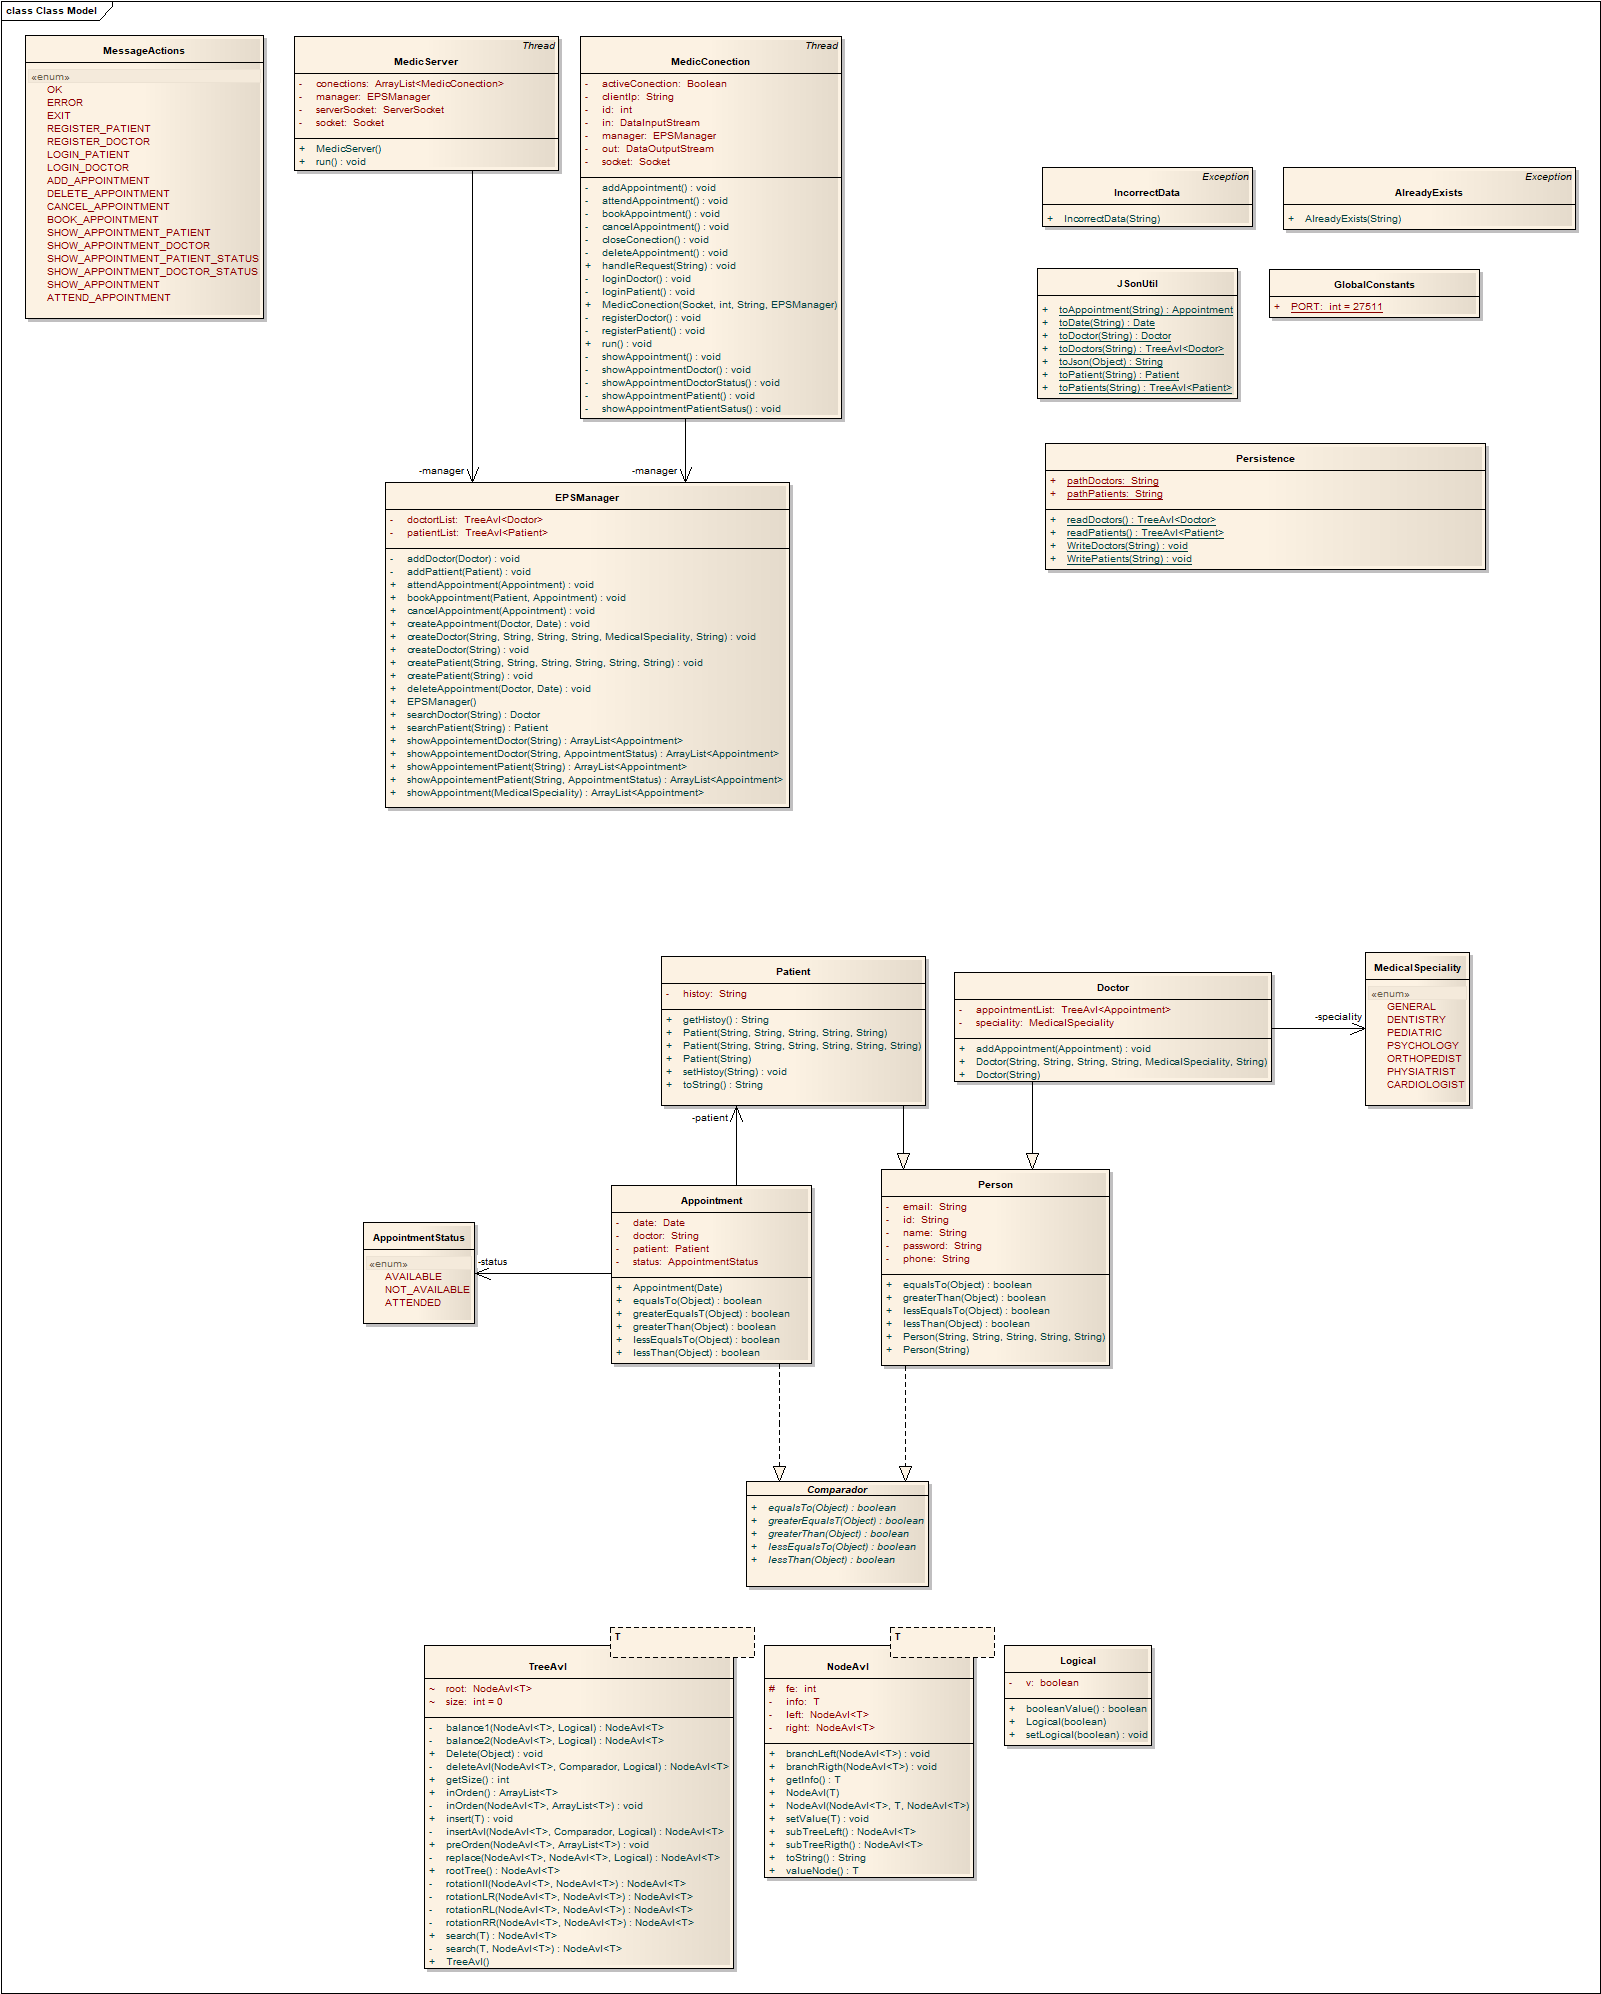 class Class Model
MessageActions
«enum»
OK
ERROR
EXIT
REGISTER_PATIENT
REGISTER_DOCTOR
LOGIN_PATIENT
LOGIN_DOCTOR
ADD_APPOINTMENT
DELETE_APPOINTMENT
CANCEL_APPOINTMENT
BOOK_APPOINTMENT
SHOW_APPOINTMENT_PATIENT
SHOW_APPOINTMENT_DOCTOR
SHOW_APPOINTMENT_PATIENT_STATUS
SHOW_APPOINTMENT_DOCTOR_STATUS
SHOW_APPOINTMENT
ATTEND_APPOINTMENT
Thread
MedicServer
- conections: ArrayList<MedicConection>
- manager: EPSManager
- serverSocket: ServerSocket
- socket: Socket
+ MedicServer()
+ run() : void
Thread
MedicConection
- activeConection: Boolean
- clientIp: String
- id: int
- in: DataInputStream
- manager: EPSManager
- out: DataOutputStream
- socket: Socket
- addAppointment() : void
- attendAppointment() : void
- bookAppointment() : void
- cancelAppointment() : void
- closeConection() : void
- deleteAppointment() : void
+ handleRequest(String) : void
- loginDoctor() : void
- loginPatient() : void
+ MedicConection(Socket, int, String, EPSManager)
- registerDoctor() : void
- registerPatient() : void
+ run() : void
- showAppointment() : void
- showAppointmentDoctor() : void
- showAppointmentDoctorStatus() : void
- showAppointmentPatient() : void
- showAppointmentPatientSatus() : void
Exception
IncorrectData
+ IncorrectData(String)
Exception
AlreadyExists
+ AlreadyExists(String)
JSonUtil
+ toAppointment(String) : Appointment
+ toDate(String) : Date
+ toDoctor(String) : Doctor
+ toDoctors(String) : TreeAvl<Doctor>
+ toJson(Object) : String
+ toPatient(String) : Patient
+ toPatients(String) : TreeAvl<Patient>
GlobalConstants
+ PORT: int = 27511
Persistence
+ pathDoctors: String
+ pathPatients: String
+ readDoctors() : TreeAvl<Doctor>
+ readPatients() : TreeAvl<Patient>
+ WriteDoctors(String) : void
+ WritePatients(String) : void
-manager
-manager
EPSManager
- doctortList: TreeAvl<Doctor>
- patientList: TreeAvl<Patient>
- addDoctor(Doctor) : void
- addPattient(Patient) : void
+ attendAppointment(Appointment) : void
+ bookAppointment(Patient, Appointment) : void
+ cancelAppointment(Appointment) : void
+ createAppointment(Doctor, Date) : void
+ createDoctor(String, String, String, String, MedicalSpeciality, String) : void
+ createDoctor(String) : void
+ createPatient(String, String, String, String, String, String) : void
+ createPatient(String) : void
+ deleteAppointment(Doctor, Date) : void
+ EPSManager()
+ searchDoctor(String) : Doctor
+ searchPatient(String) : Patient
+ showAppointementDoctor(String) : ArrayList<Appointment>
+ showAppointementDoctor(String, AppointmentStatus) : ArrayList<Appointment>
+ showAppointementPatient(String) : ArrayList<Appointment>
+ showAppointementPatient(String, AppointmentStatus) : ArrayList<Appointment>
+ showAppointment(MedicalSpeciality) : ArrayList<Appointment>
Patient
- histoy: String
+ getHistoy() : String
+ Patient(String, String, String, String, String)
+ Patient(String, String, String, String, String, String)
+ Patient(String)
+ setHistoy(String) : void
+ toString() : String
Doctor
- appointmentList: TreeAvl<Appointment>
- speciality: MedicalSpeciality
+ addAppointment(Appointment) : void
+ Doctor(String, String, String, String, MedicalSpeciality, String)
+ Doctor(String)
-speciality
MedicalSpeciality
«enum»
GENERAL
DENTISTRY
PEDIATRIC
PSYCHOLOGY
ORTHOPEDIST
PHYSIATRIST
CARDIOLOGIST
-patient
AppointmentStatus
«enum»
AVAILABLE
NOT_AVAILABLE
ATTENDED
-status
Appointment
- date: Date
- doctor: String
- patient: Patient
- status: AppointmentStatus
+ Appointment(Date)
+ equalsTo(Object) : boolean
+ greaterEqualsT(Object) : boolean
+ greaterThan(Object) : boolean
+ lessEqualsTo(Object) : boolean
+ lessThan(Object) : boolean
Person
- email: String
- id: String
- name: String
- password: String
- phone: String
+ equalsTo(Object) : boolean
+ greaterThan(Object) : boolean
+ lessEqualsTo(Object) : boolean
+ lessThan(Object) : boolean
+ Person(String, String, String, String, String)
+ Person(String)
Comparador
+ equalsTo(Object) : boolean
+ greaterEqualsT(Object) : boolean
+ greaterThan(Object) : boolean
+ lessEqualsTo(Object) : boolean
+ lessThan(Object) : boolean
T
TreeAvl
~ root: NodeAvl<T>
~ size: int = 0
- balance1(NodeAvl<T>, Logical) : NodeAvl<T>
- balance2(NodeAvl<T>, Logical) : NodeAvl<T>
+ Delete(Object) : void
- deleteAvl(NodeAvl<T>, Comparador, Logical) : NodeAvl<T>
+ getSize() : int
+ inOrden() : ArrayList<T>
- inOrden(NodeAvl<T>, ArrayList<T>) : void
+ insert(T) : void
- insertAvl(NodeAvl<T>, Comparador, Logical) : NodeAvl<T>
+ preOrden(NodeAvl<T>, ArrayList<T>) : void
- replace(NodeAvl<T>, NodeAvl<T>, Logical) : NodeAvl<T>
+ rootTree() : NodeAvl<T>
- rotationII(NodeAvl<T>, NodeAvl<T>) : NodeAvl<T>
- rotationLR(NodeAvl<T>, NodeAvl<T>) : NodeAvl<T>
- rotationRL(NodeAvl<T>, NodeAvl<T>) : NodeAvl<T>
- rotationRR(NodeAvl<T>, NodeAvl<T>) : NodeAvl<T>
+ search(T) : NodeAvl<T>
- search(T, NodeAvl<T>) : NodeAvl<T>
+ TreeAvl()
T
NodeAvl
# fe: int
- info: T
- left: NodeAvl<T>
- right: NodeAvl<T>
+ branchLeft(NodeAvl<T>) : void
+ branchRigth(NodeAvl<T>) : void
+ getInfo() : T
+ NodeAvl(T)
+ NodeAvl(NodeAvl<T>, T, NodeAvl<T>)
+ setValue(T) : void
+ subTreeLeft() : NodeAvl<T>
+ subTreeRigth() : NodeAvl<T>
+ toString() : String
+ valueNode() : T
Logical
- v: boolean
+ booleanValue() : boolean
+ Logical(boolean)
+ setLogical(boolean) : void